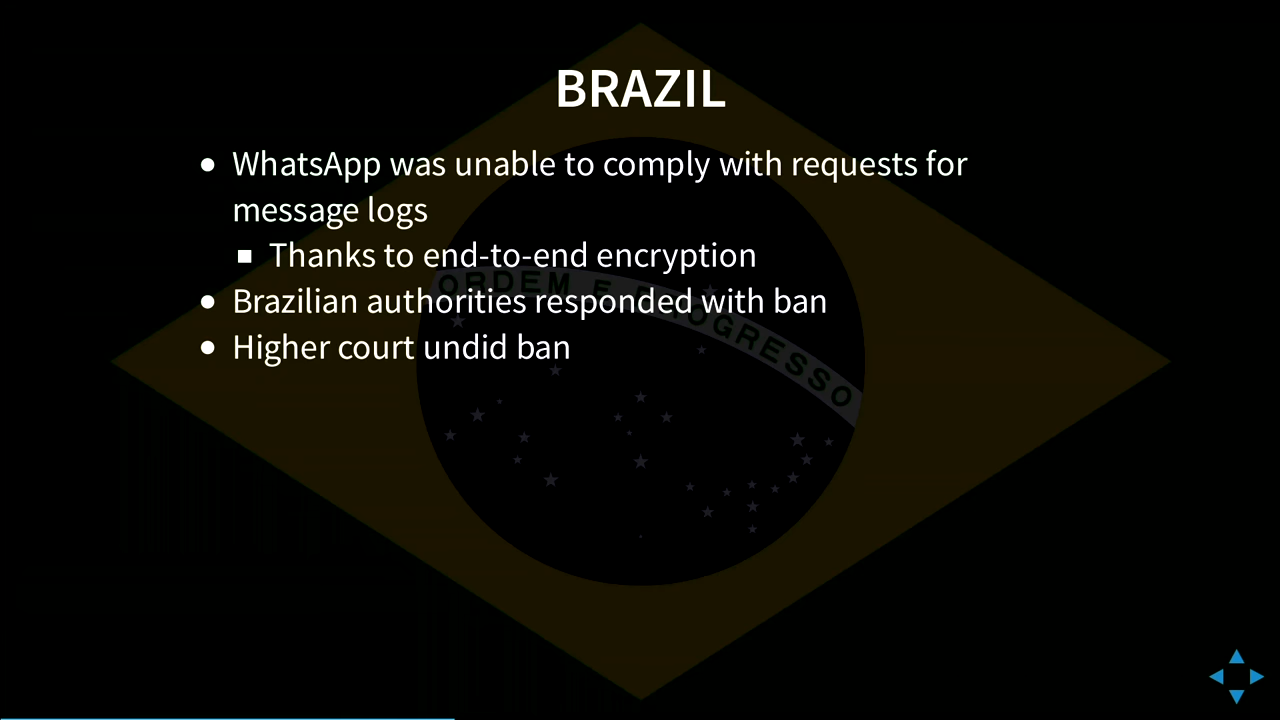 BRAZIL
WhatsApp was unable to comply with requests for
message logs
Thanks to end-to-end encryption
Brazilian authorities responded with ban
Higher court undid ban
ORDEM E PROGRESSO